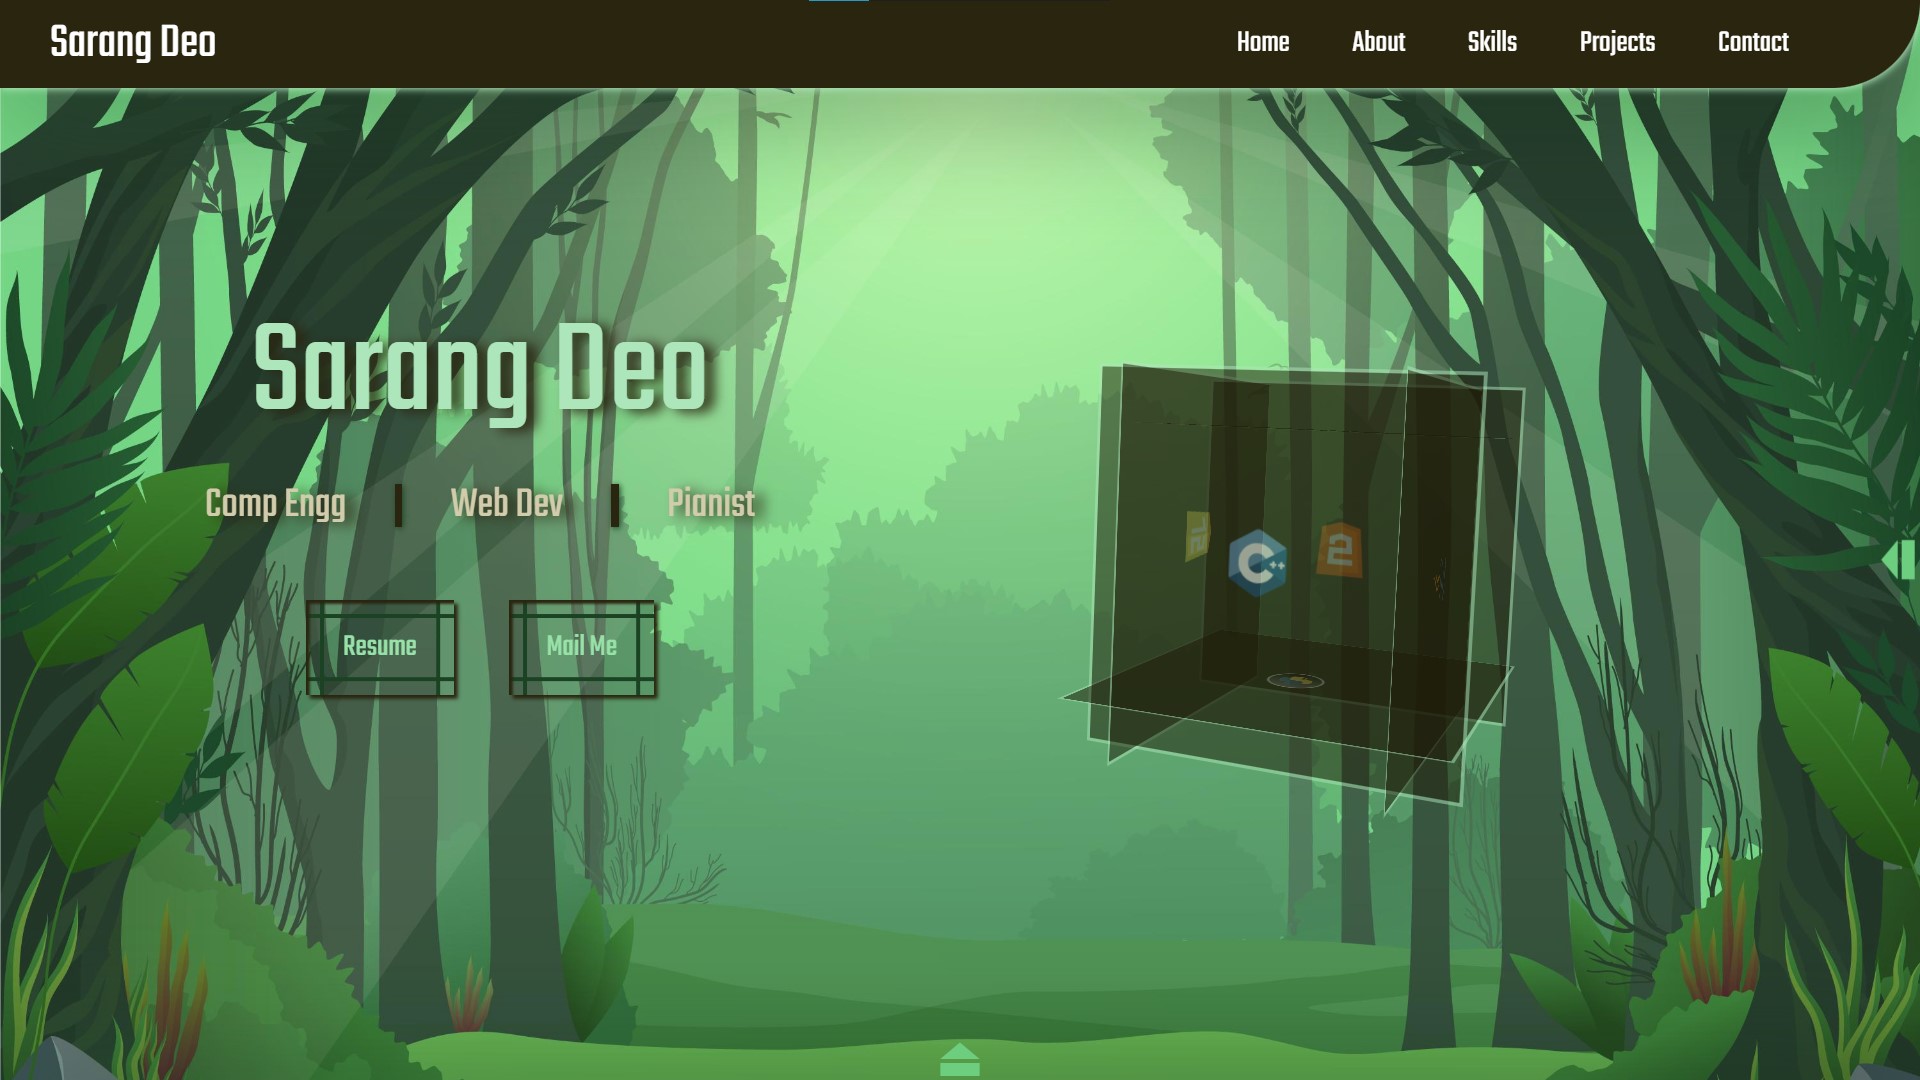 Sarang Deo
Home About Skills Projects Contact
Sarang Deo
Comp Engg | Web Dev | Pianist
Resume Mail Me
C++